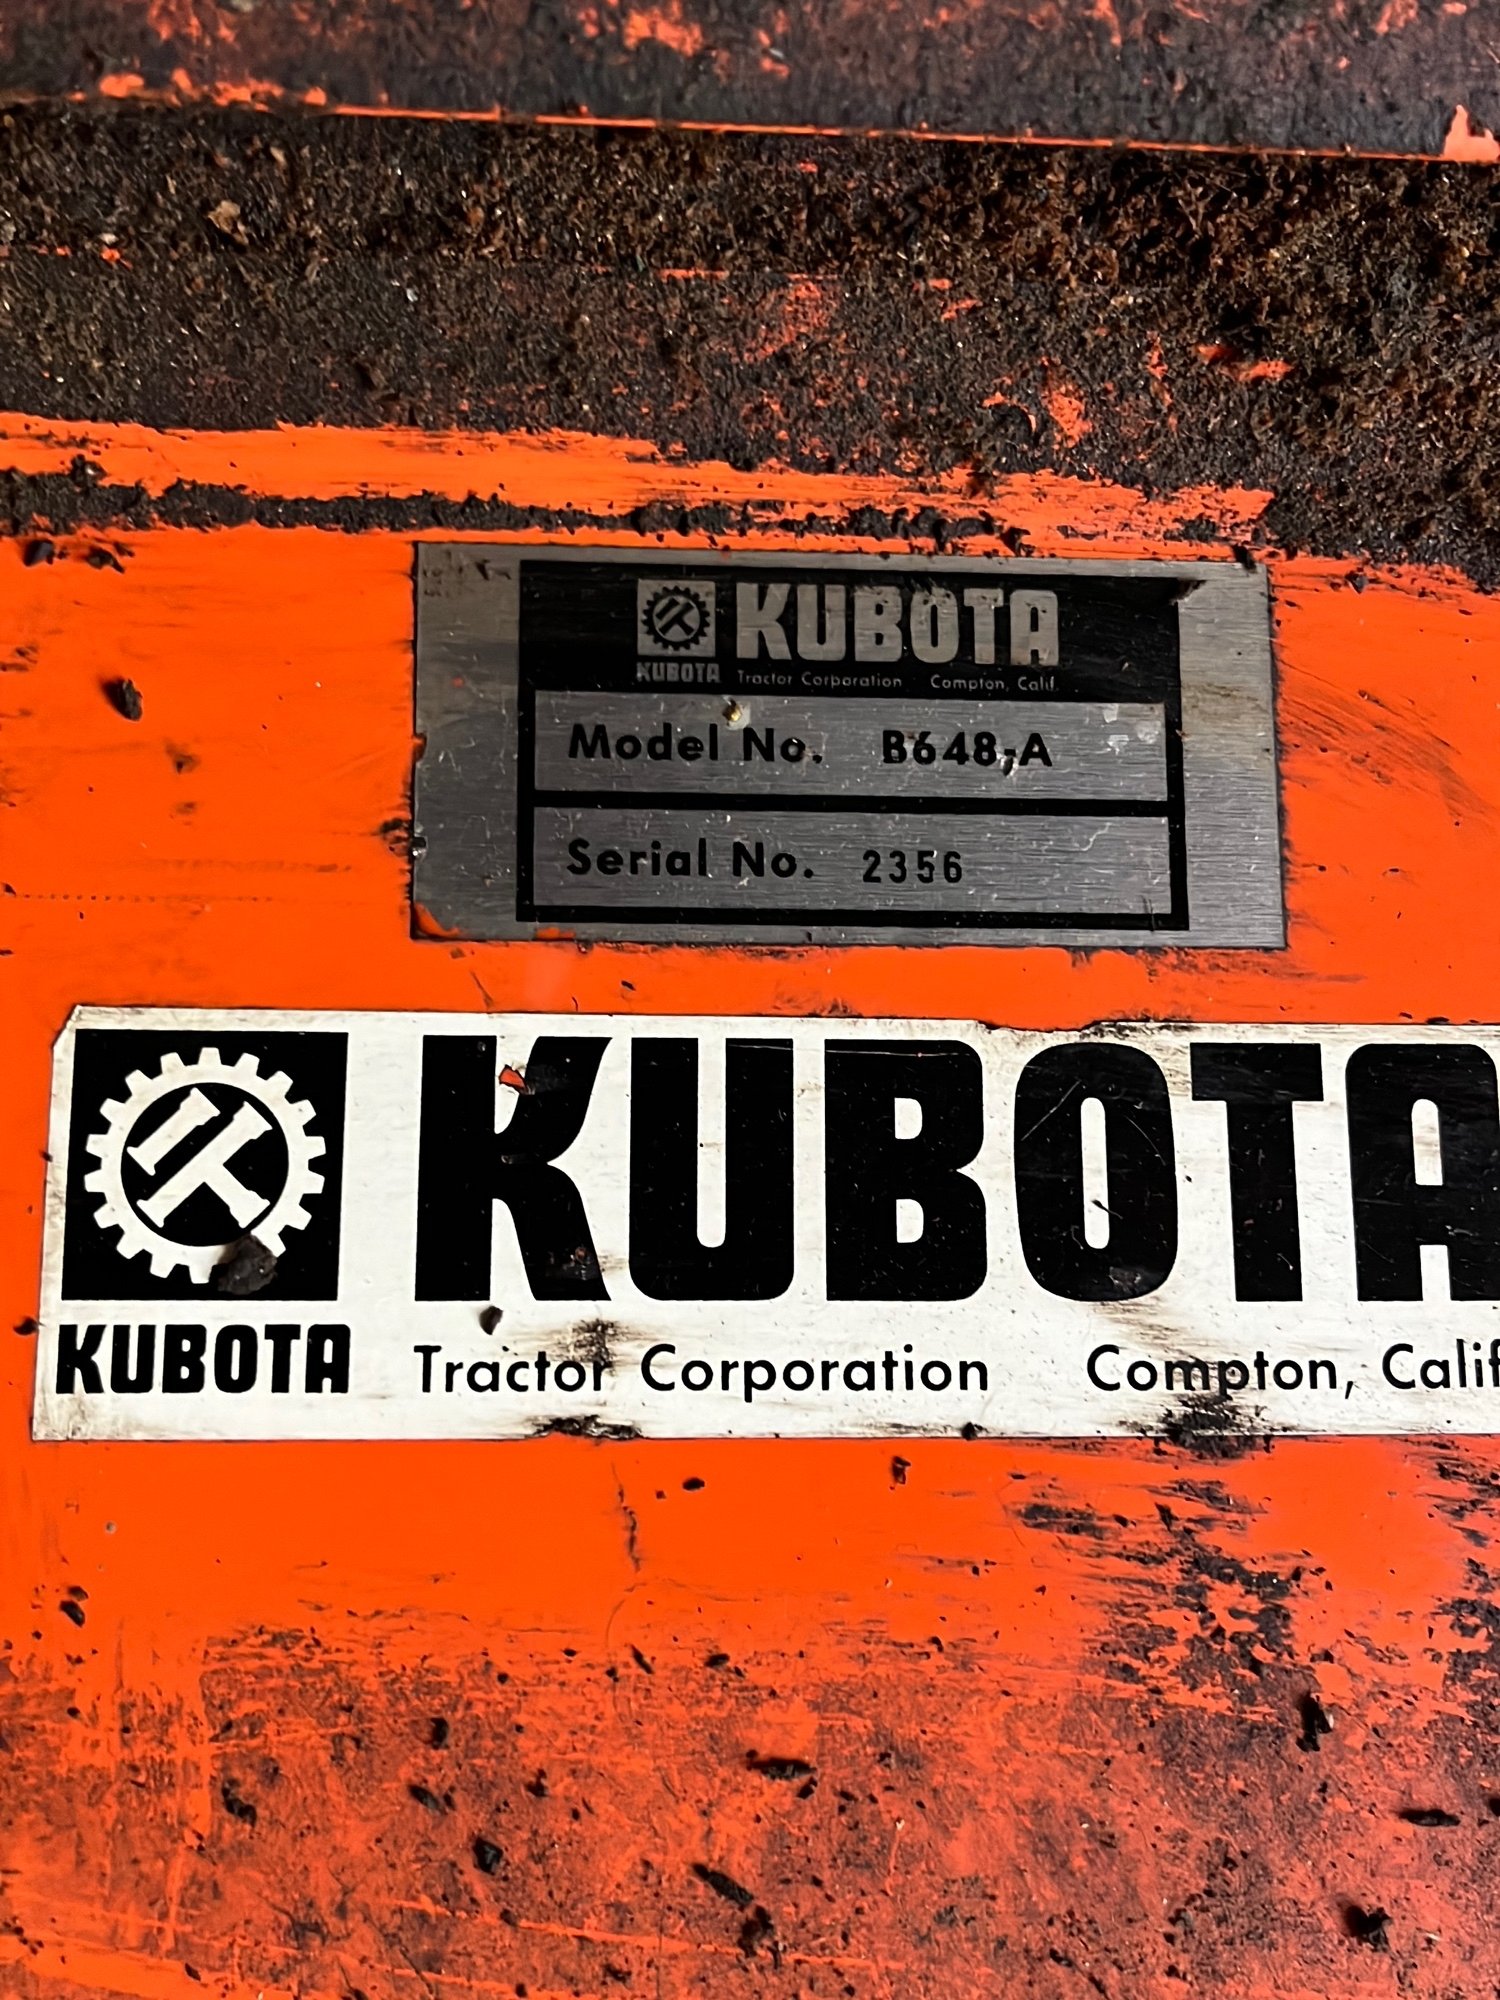 KUBOTA
KUBOTA Tractor Corporation Compton, Calif.
Model No. B648-A
Serial No. 2356
KUBOTA
KUBOTA Tractor Corporation Compton, Calif